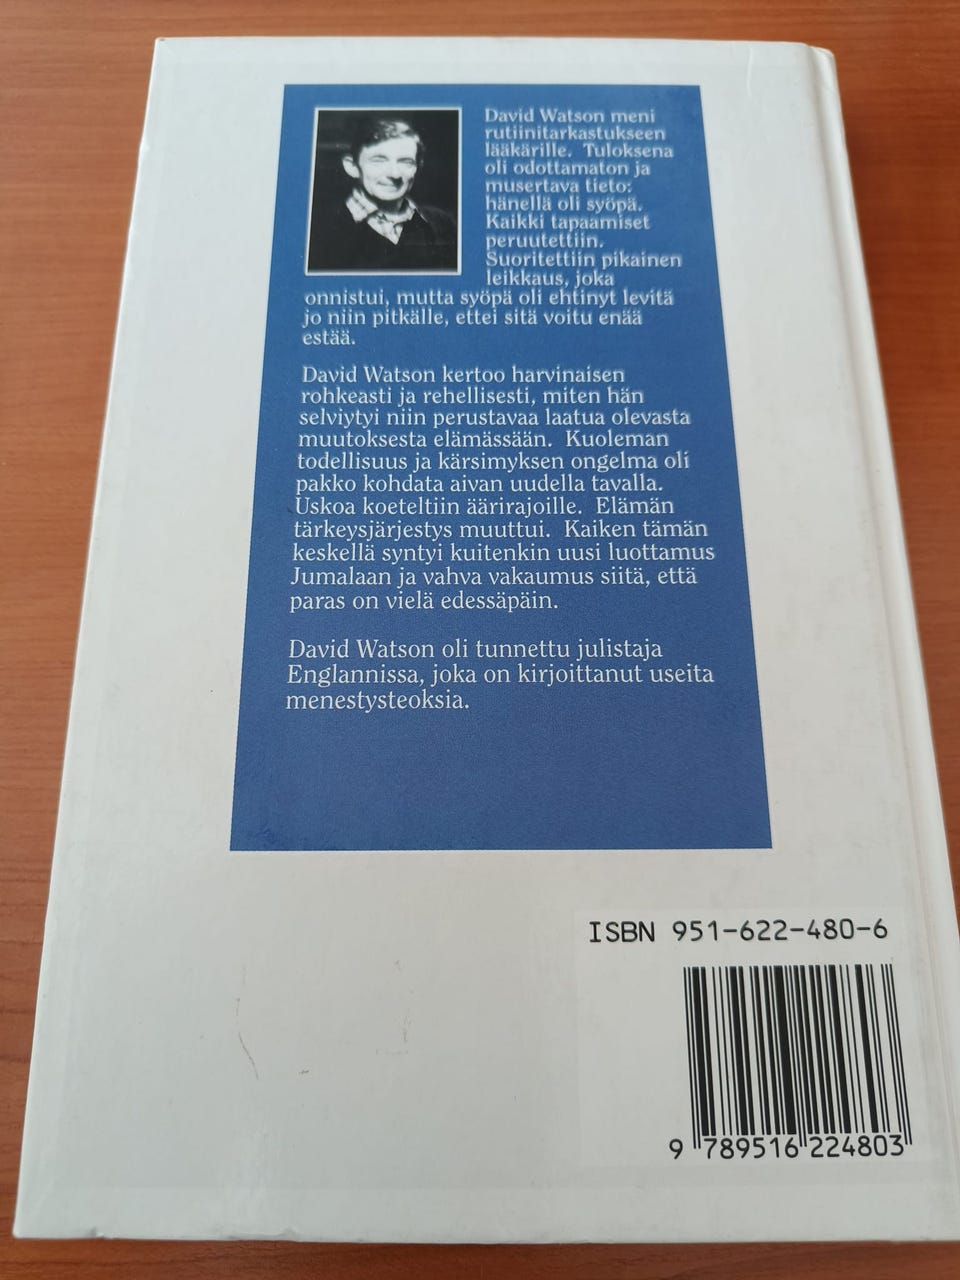 David Watson meni
rutiinitarkastukseen
lääkärille. Tuloksena
oli odottamaton ja
musertava tieto:
hänellä oli syöpä.
Kaikki tapaamiset
peruutettiin.
Suoritettiin pikainen
leikkaus, joka
onnistui, mutta syöpä oli ehtinyt levitä
jo niin pitkälle, ettei sitä voitu enää
estää.
David Watson kertoo harvinaisen
rohkeasti ja rehellisesti, miten hän
selviytyi niin perustavaa laatua olevasta
muutoksesta elämässään. Kuoleman
todellisuus ja kärsimyksen ongelma oli
pakko kohdata aivan uudella tavalla.
Uskoa koeteltiin äärirajoille. Elämän
tärkeysjärjestys muuttui. Kaiken tämän
keskellä syntyi kuitenkin uusi luottamus
Jumalaan ja vahva vakaumus siitä, että
paras on vielä edessäpäin.
David Watson oli tunnettu julistaja
Englannissa, joka on kirjoittanut useita
menestysteoksia.
ISBN 951-622-480-6
9 789516 224803